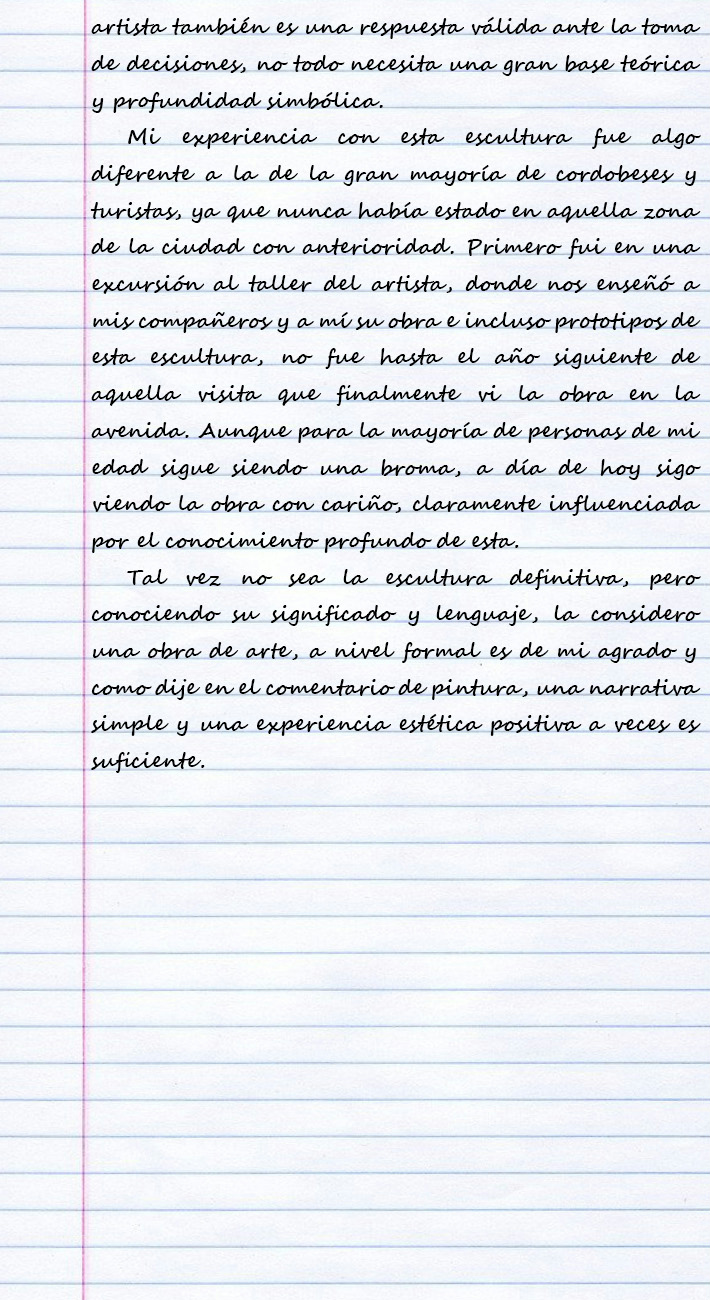 artista también es una respuesta válida ante la toma
de decisiones, no todo necesita una gran base teórica
y profundidad simbólica.
Mi experiencia con esta escultura fue algo
diferente a la de la gran mayoría de cordobeses y
turistas, ya que nunca había estado en aquella zona
de la ciudad con anterioridad. Primero fui en una
excursión al taller del artista, donde nos enseñó a
mis compañeros y a mí su obra e incluso prototipos de
esta escultura, no fue hasta el año siguiente de
aquella visita que finalmente vi la obra en la
avenida. Aunque para la mayoría de personas de mi
edad sigue siendo una broma, a día de hoy sigo
viendo la obra con cariño, claramente influenciada
por el conocimiento profundo de esta.
Tal vez no sea la escultura definitiva, pero
conociendo su significado y lenguaje, la considero
una obra de arte, a nivel formal es de mi agrado y
como dije en el comentario de pintura, una narrativa
simple y una experiencia estética positiva a veces es
suficiente.